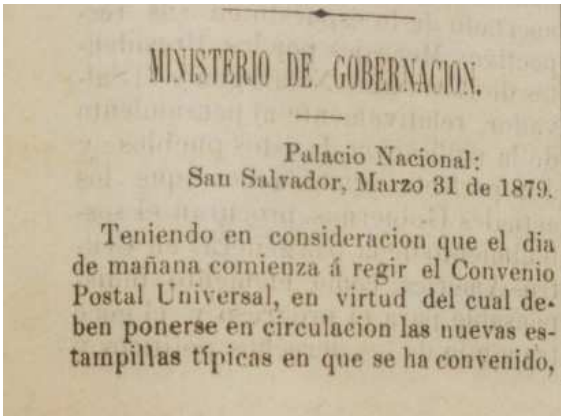 MINISTERIO DE GOBERNACION.
Palacio Nacional:
San Salvador, Marzo 31 de 1879.
Teniendo en consideracion que el dia
de mañana comienza á regir el Convenio
Postal Universal, en virtud del cual de-
ben ponerse en circulacion las nuevas es-
tampillas típicas en que se ha convenido,